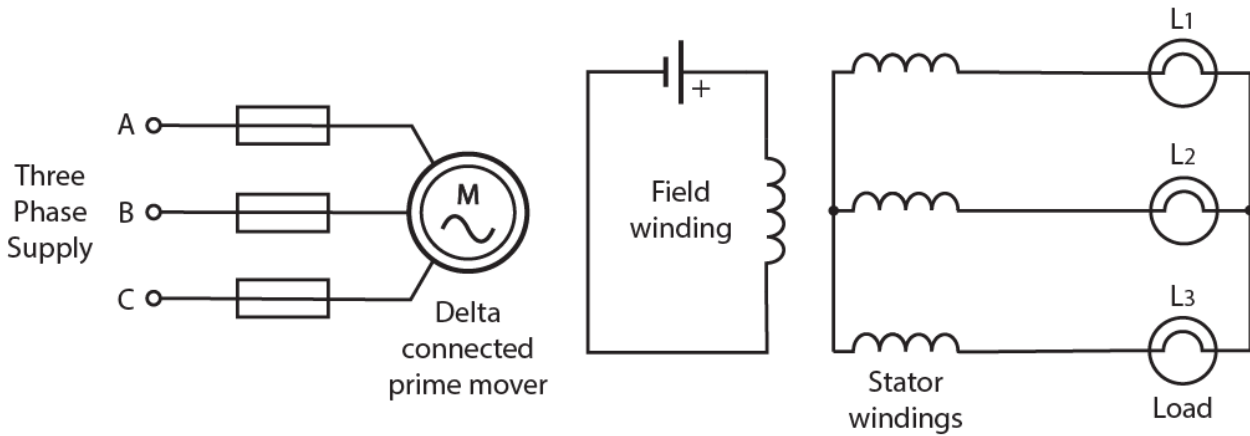 Three
Phase
Supply
A
B
C
M
Delta
connected
prime mover
+
Field
winding
Stator
windings
L1
L2
L3
Load